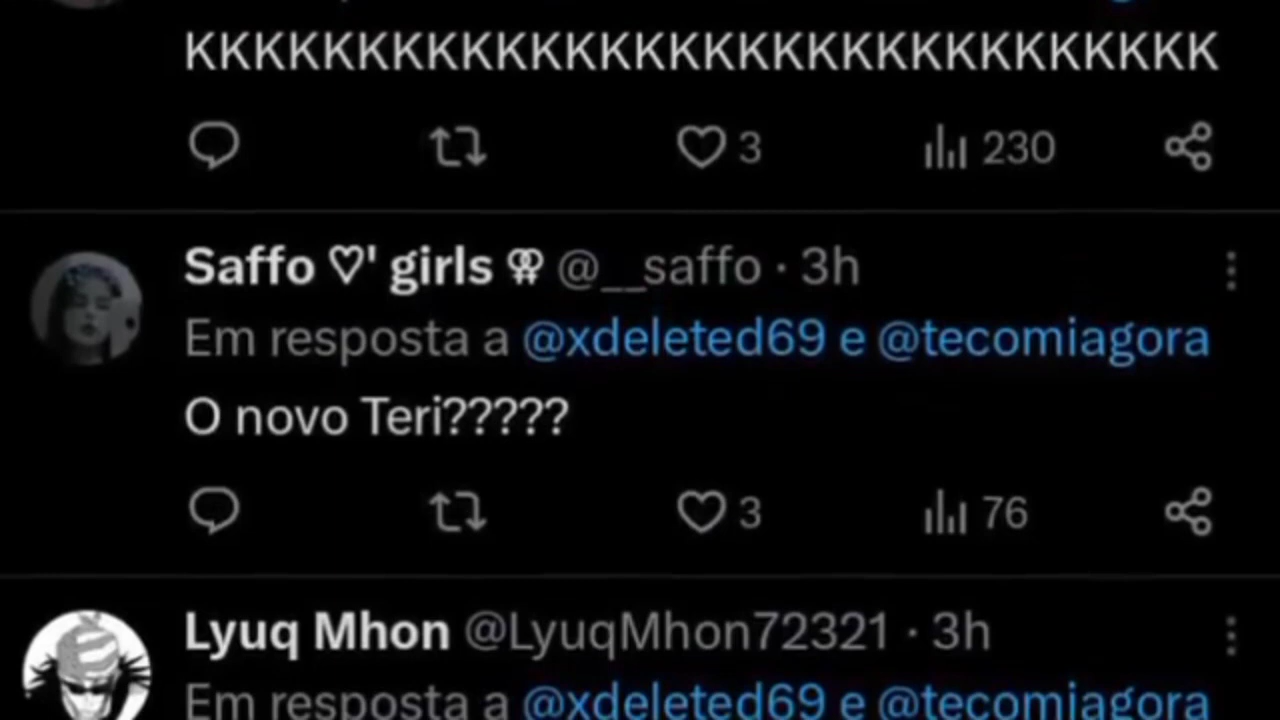 KKKKKKKKKKKKKKKKKKKKKKKKKKKKKK
3 230
Saffo ♡' girls ⚢ @__saffo · 3h
Em resposta a @xdeleted69 e @tecomiagora
O novo Teri?????
3 76
Lyuq Mhon @LyuqMhon72321 · 3h
Em resposta a @xdeleted69 e @tecomiagora